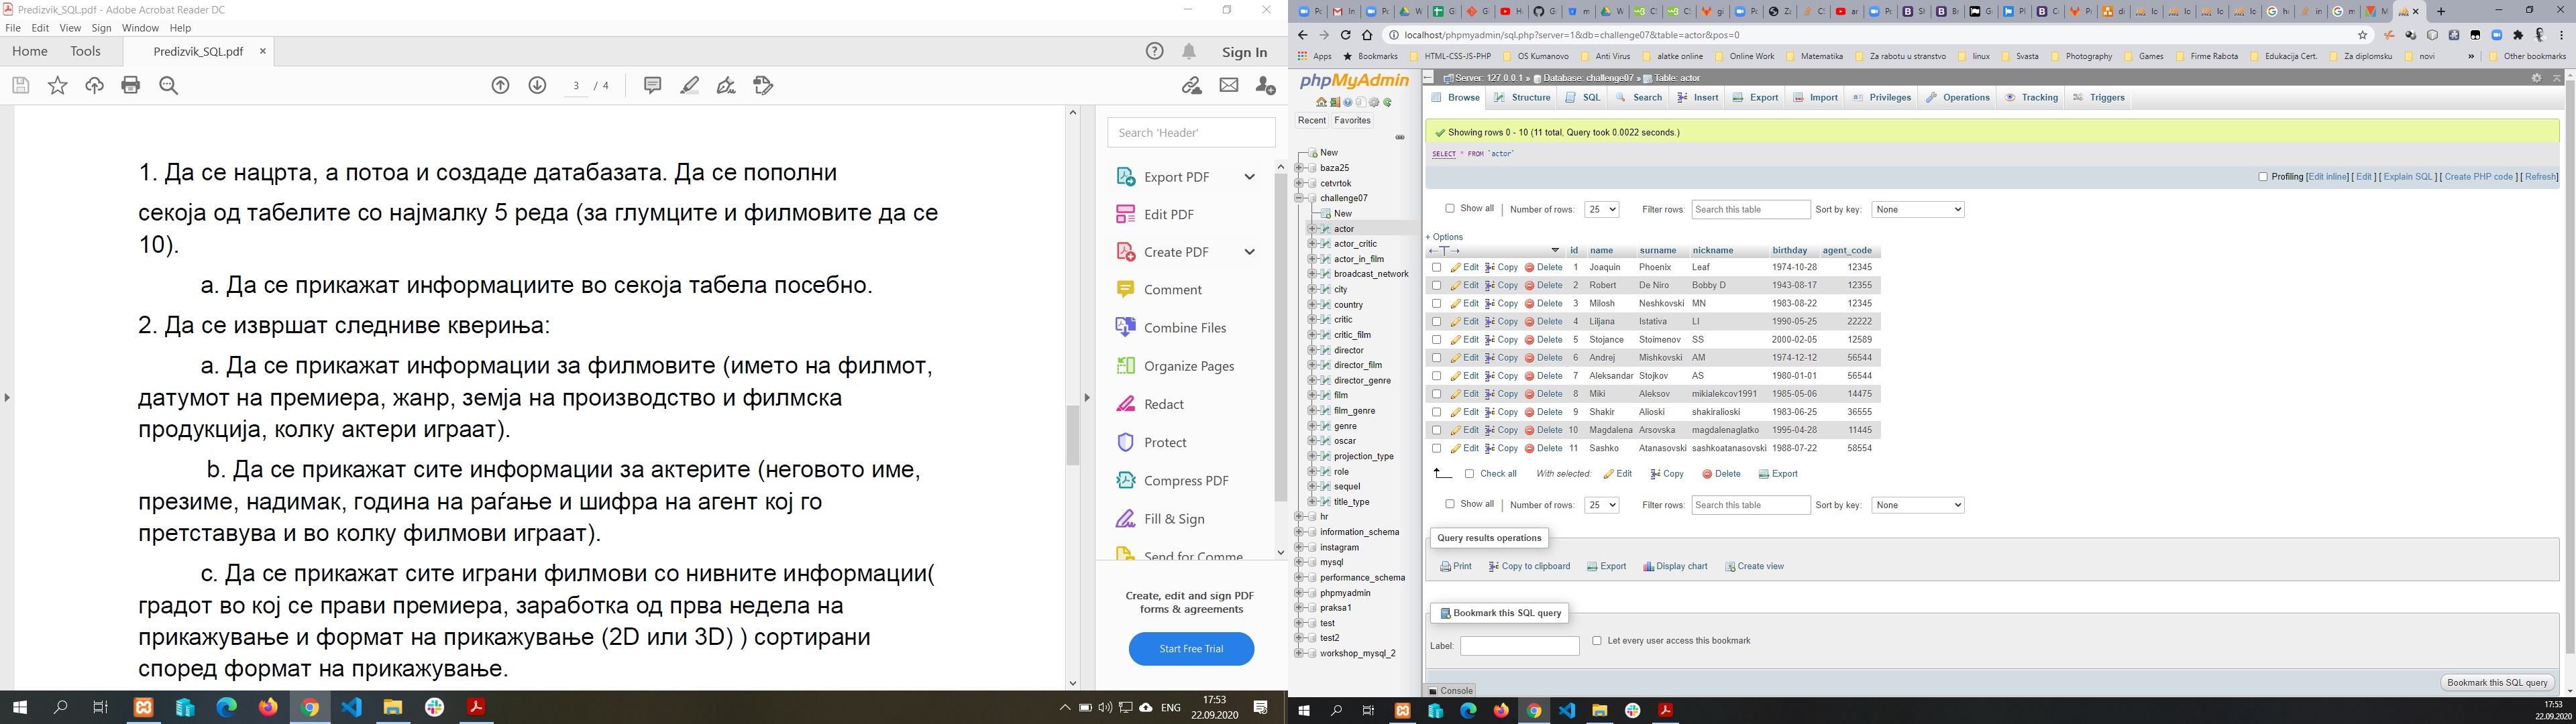 Predizvik_SQL.pdf - Adobe Acrobat Reader DC
File Edit View Sign Window Help
Home Tools Predizvik_SQL.pdf × Sign In
3 / 4
1. Да се нацрта, а потоа и создаде датабазата. Да се пополни
секоја од табелите со најмалку 5 реда (за глумците и филмовите да се
10).
a. Да се прикажат информациите во секоја табела посебно.
2. Да се извршат следниве кверија:
a. Да се прикажат информации за филмовите (името на филмот,
датумот на премиера, жанр, земја на производство и филмска
продукција, колку актери играат).
b. Да се прикажат сите информации за актерите (неговото име,
презиме, надимак, година на раѓање и шифра на агент кој го
претставува и во колку филмови играат).
c. Да се прикажат сите играни филмови со нивните информации(
градот во кој се прави премиера, заработка од прва недела на
прикажување и формат на прикажување (2D или 3D) ) сортирани
според формат на прикажување.
Search 'Header'
Export PDF
Edit PDF
Create PDF
Comment
Combine Files
Organize Pages
Redact
Protect
Compress PDF
Fill & Sign
Send for Comme
Create, edit and sign PDF
forms & agreements
Start Free Trial
ENG
17:53
22.09.2020
localhost/phpmyadmin/sql.php?server=1&db=challenge07&table=actor&pos=0
Apps Bookmarks HTML-CSS-JS-PHP OS Kumanovo Anti Virus alatke online Online Work Matematika Za rabotu u stranstvo linux Svasta Photography Games Firme Rabota Edukacija Cert. Za diplomsku novi » Other bookmarks
phpMyAdmin
Recent Favorites
New
baza25
cetvrtok
challenge07
New
actor
actor_critic
actor_in_film
broadcast_network
city
country
critic
critic_film
director
director_film
director_genre
film
film_genre
genre
oscar
projection_type
role
sequel
title_type
hr
information_schema
instagram
mysql
performance_schema
phpmyadmin
praksa1
test
test2
workshop_mysql_2
Server: 127.0.0.1 » Database: challenge07 » Table: actor
Browse Structure SQL Search Insert Export Import Privileges Operations Tracking Triggers
Showing rows 0 - 10 (11 total, Query took 0.0022 seconds.)
SELECT * FROM `actor`
Profiling [Edit inline] [ Edit ] [ Explain SQL ] [ Create PHP code ] [ Refresh]
Show all | Number of rows: 25 Filter rows: Search this table Sort by key: None
+ Options
←T→ id name surname nickname birthday agent_code
Edit Copy Delete 1 Joaquin Phoenix Leaf 1974-10-28 12345
Edit Copy Delete 2 Robert De Niro Bobby D 1943-08-17 12355
Edit Copy Delete 3 Milosh Neshkovski MN 1983-08-22 12345
Edit Copy Delete 4 Liljana Istativa LI 1990-05-25 22222
Edit Copy Delete 5 Stojance Stoimenov SS 2000-02-05 12589
Edit Copy Delete 6 Andrej Mishkovski AM 1974-12-12 56544
Edit Copy Delete 7 Aleksandar Stojkov AS 1980-01-01 56544
Edit Copy Delete 8 Miki Aleksov mikialekcov1991 1985-05-06 14475
Edit Copy Delete 9 Shakir Alioski shakiralioski 1983-06-25 36555
Edit Copy Delete 10 Magdalena Arsovska magdalenaglatko 1995-04-28 11445
Edit Copy Delete 11 Sashko Atanasovski sashkoatanasovski 1988-07-22 58554
Check all With selected: Edit Copy Delete Export
Show all | Number of rows: 25 Filter rows: Search this table Sort by key: None
Query results operations
Print Copy to clipboard Export Display chart Create view
Bookmark this SQL query
Label: Let every user access this bookmark
Bookmark this SQL query
Console
17:53
22.09.2020